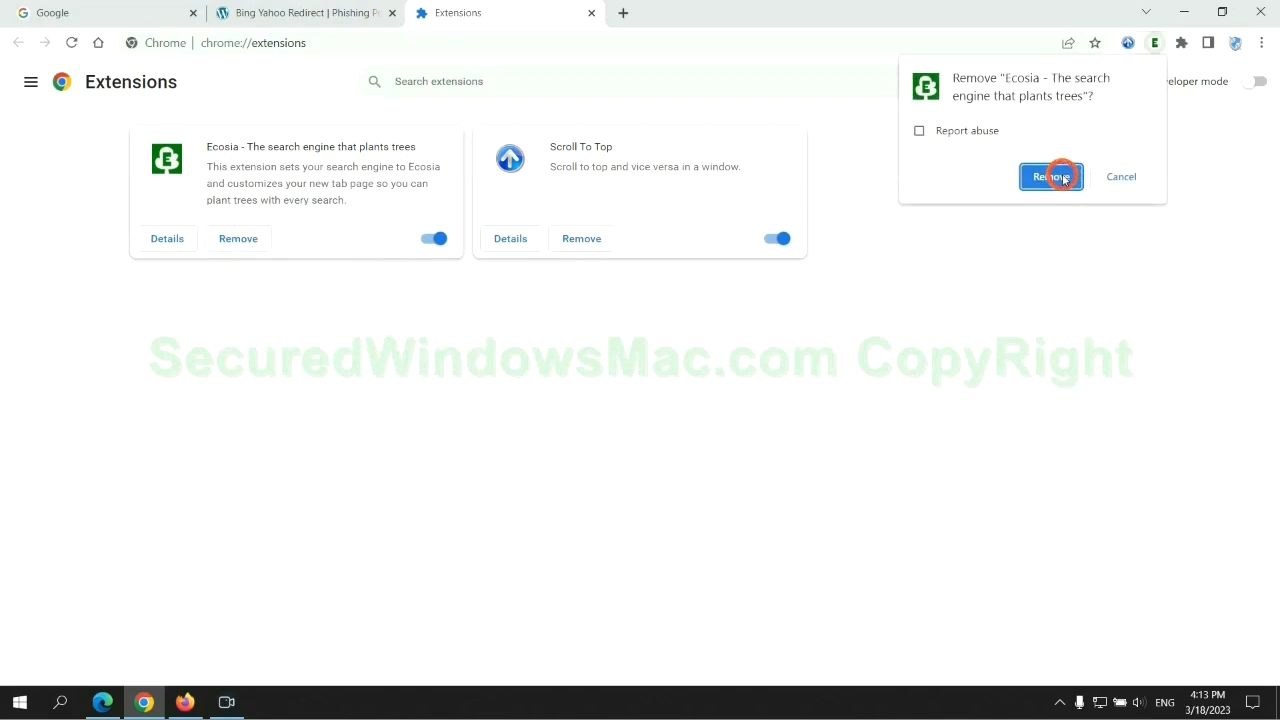 Google
Bing Yahoo Redirect | Phishing P
Extensions
Chrome
chrome://extensions
Extensions
Search extensions
veloper mode
Remove "Ecosia - The search
engine that plants trees"?
Report abuse
Remove
Cancel
Ecosia - The search engine that plants trees
This extension sets your search engine to Ecosia
and customizes your new tab page so you can
plant trees with every search.
Details
Remove
Scroll To Top
Scroll to top and vice versa in a window.
Details
Remove
SecuredWindowsMac.com CopyRight
ENG
4:13 PM
3/18/2023